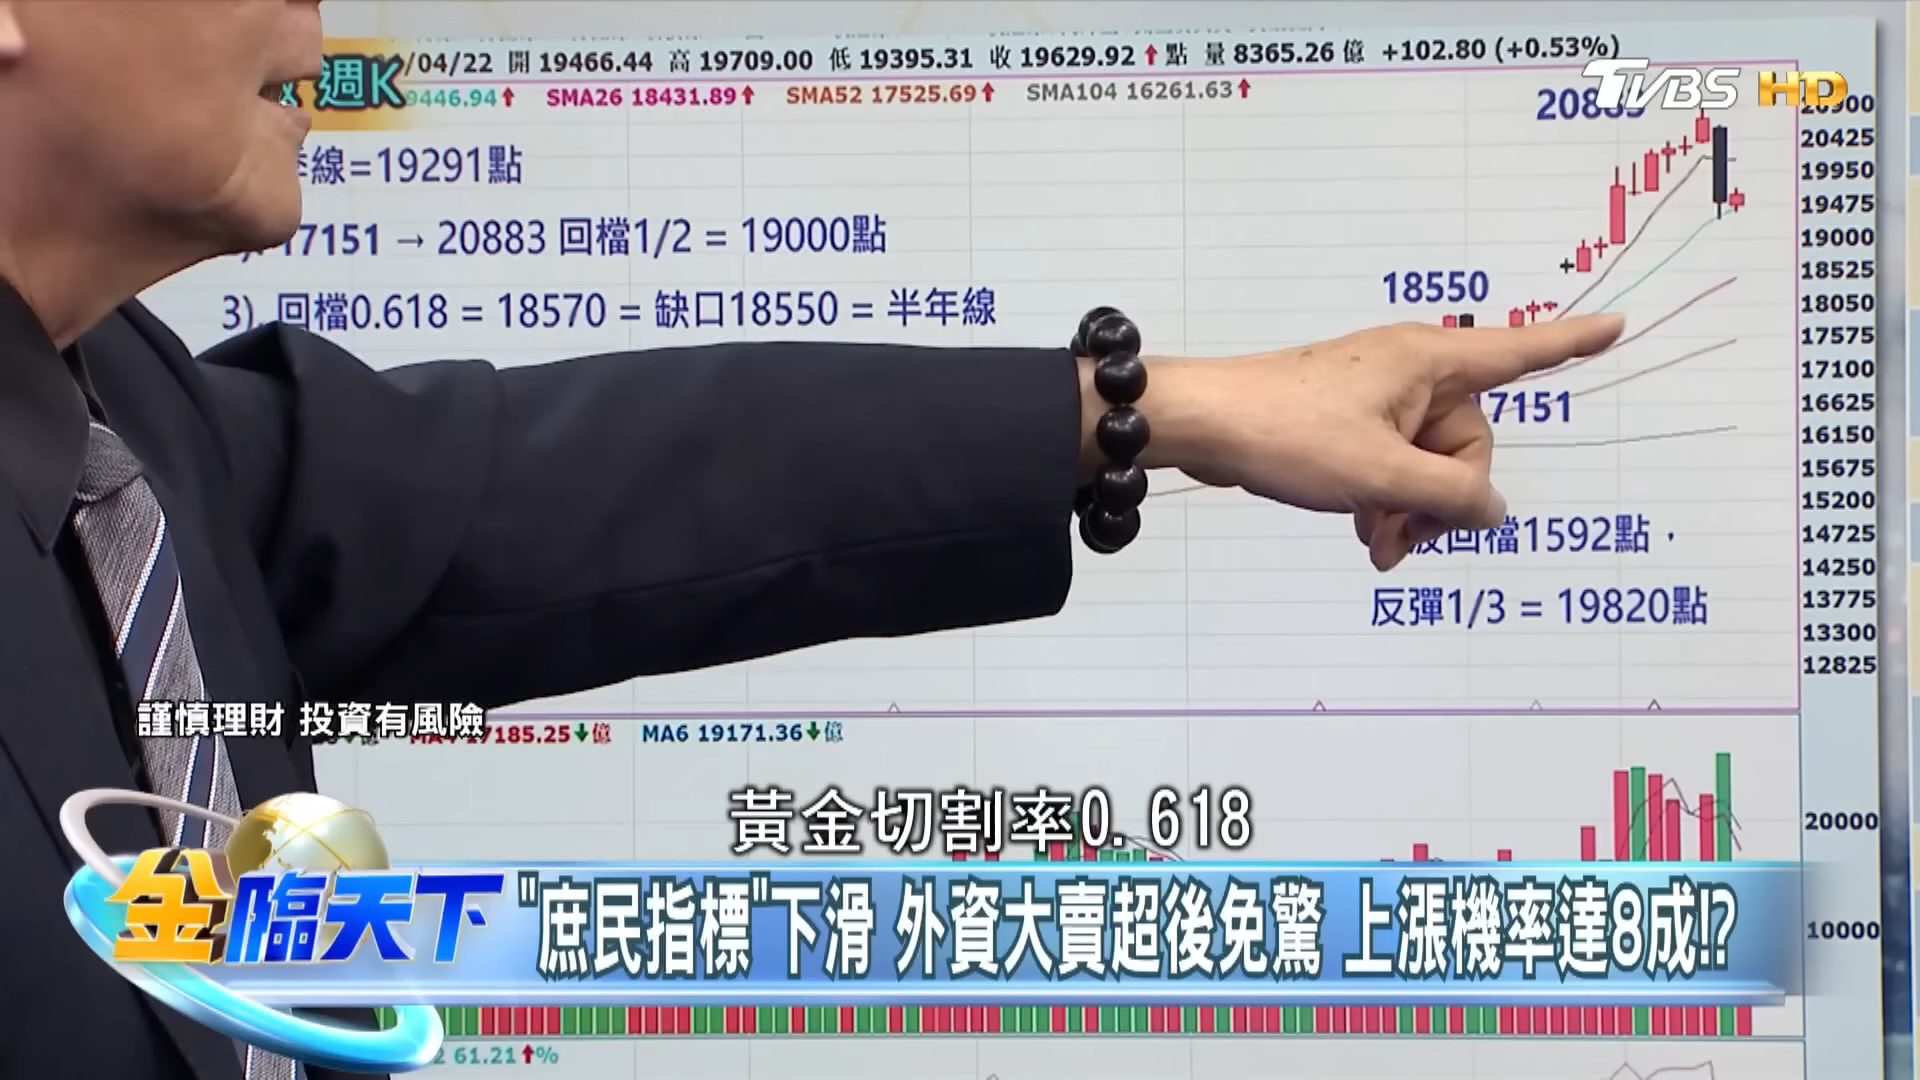 /04/22 開 19466.44 高 19709.00 低 19395.31 收 19629.92 ↑ 點 量 8365.26 億 +102.80 (+0.53%)
TVBS HD
週K
9446.94↑ SMA26 18431.89↑ SMA52 17525.69↑ SMA104 16261.63↑
線=19291點
17151 → 20883 回檔1/2 = 19000點
3). 回檔0.618 = 18570 = 缺口18550 = 半年線
18550
7151
回檔1592點，
反彈1/3 = 19820點
20900
20425
19950
19475
19000
18525
18050
17575
17100
16625
16150
15675
15200
14725
14250
13775
13300
12825
謹慎理財 投資有風險
17185.25↓億 MA6 19171.36↓億
20000
10000
黃金切割率0.618
金臨天下
"庶民指標"下滑 外資大賣超後免驚 上漲機率達8成!?
61.21↑%